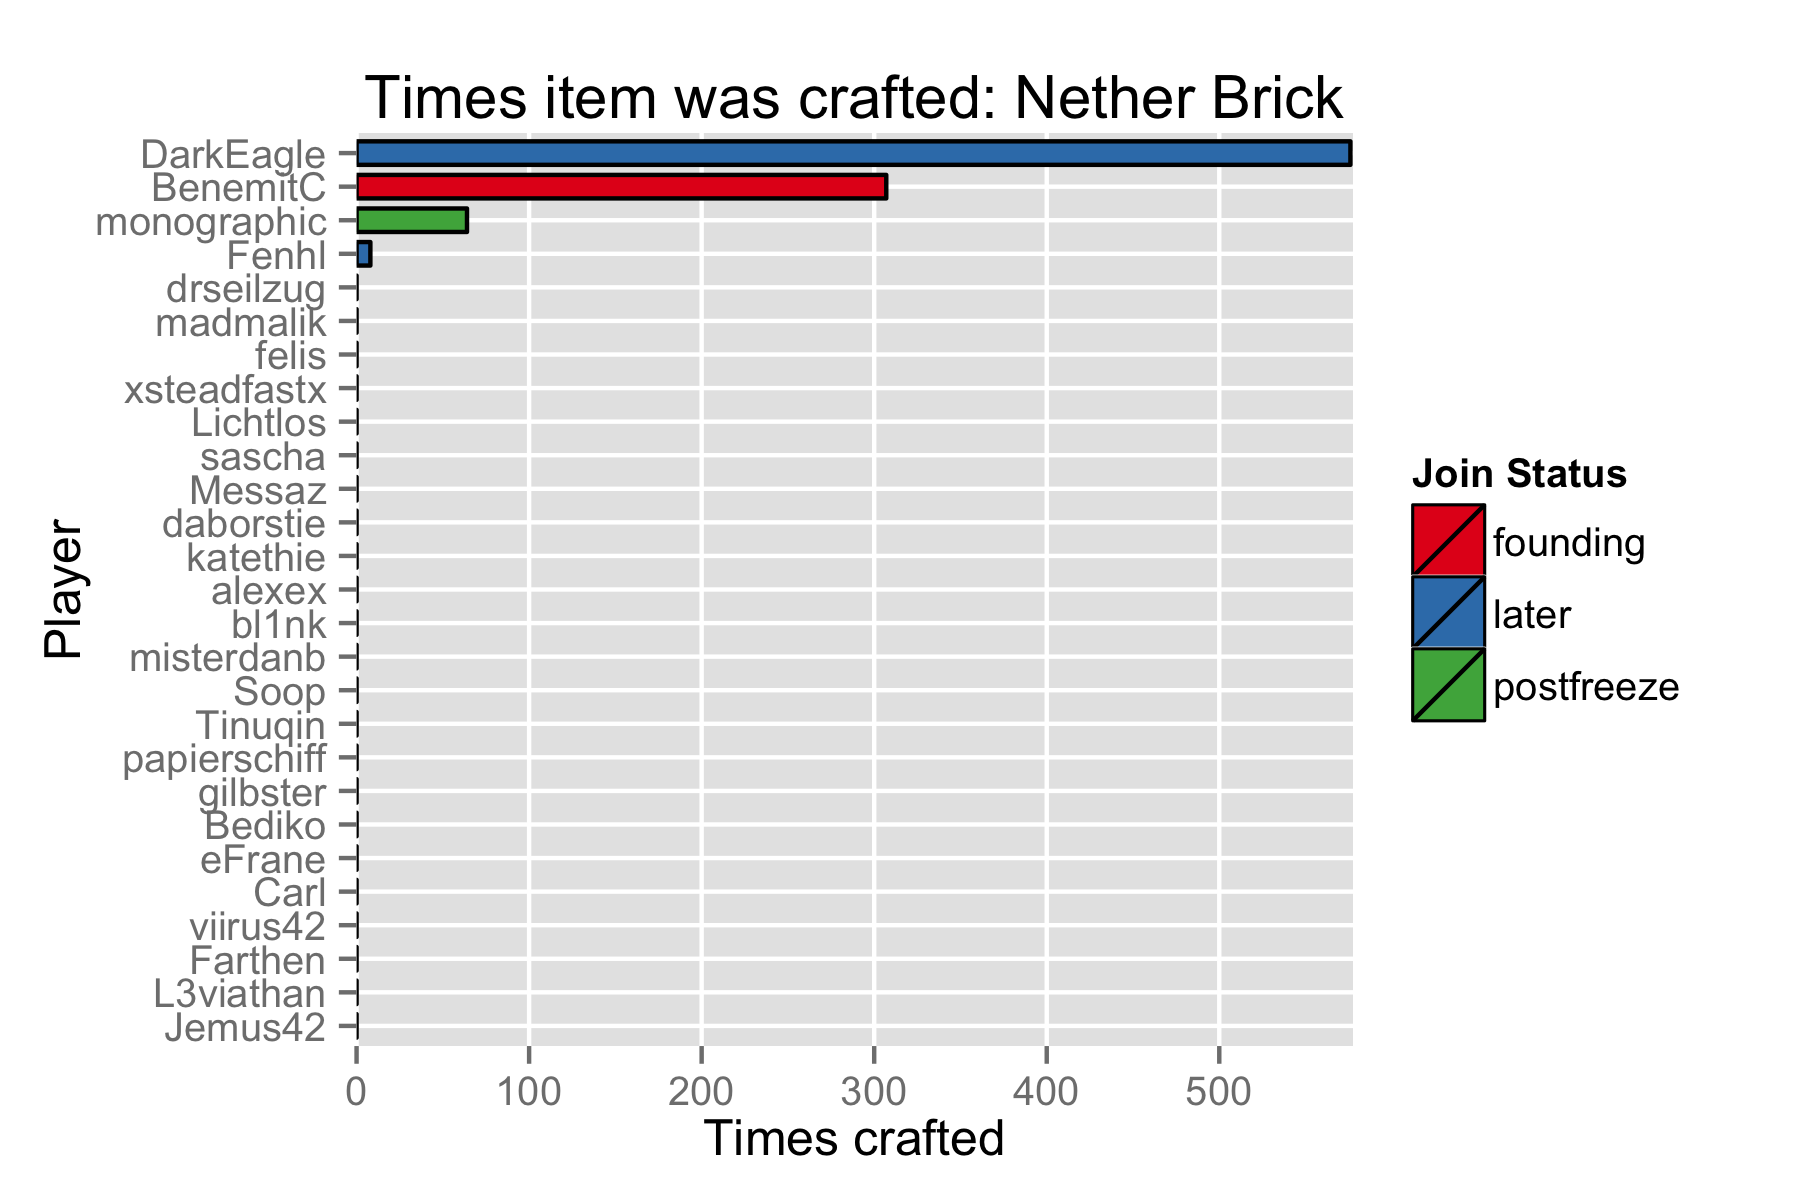 Times item was crafted: Nether Brick
DarkEagle
BenemitC
monographic
Fenhl
drseilzug
madmalik
felis
xsteadfastx
Lichtlos
sascha
Messaz
daborstie
katethie
alexex
bl1nk
misterdanb
Soop
Tinuqin
papierschiff
gilbster
Bediko
eFrane
Carl
viirus42
Farthen
L3viathan
Jemus42
Player
0 100 200 300 400 500
Times crafted
Join Status
founding
later
postfreeze